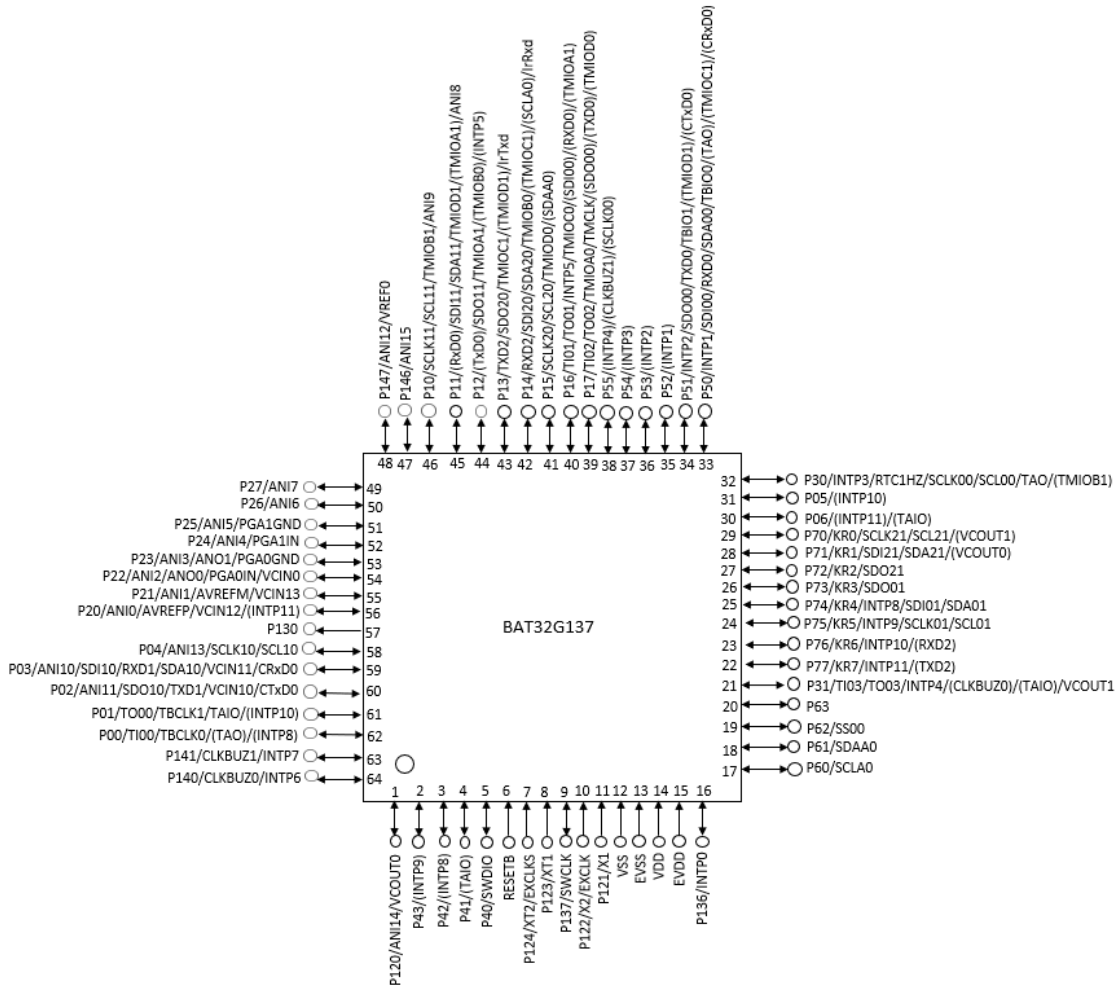 P147/ANI12/VREF0
P146/ANI15
P10/SCLK11/SCL11/TMIOB1/ANI9
P11/(RxD0)/SDI11/SDA11/TMIOD1/(TMIOA1)/ANI8
P12/(TxD0)/SDO11/TMIOA1/(TMIOB0)/(INTP5)
P13/TXD2/SDO20/TMIOC1/(TMIOD1)/IrTxd
P14/RXD2/SDI20/SDA20/TMIOB0/(TMIOC1)/(SCLA0)/IrRxd
P15/SCLK20/SCL20/TMIOD0/(SDAA0)
P16/TI01/TO01/INTP5/TMIOC0/(SDI00)/(RXD0)/(TMIOA1)
P17/TI02/TO02/TMIOA0/TMCLK/(SDO00)/(TXD0)/(TMIOD0)
P55/(INTP4)/(CLKBUZ1)/(SCLK00)
P54/(INTP3)
P53/(INTP2)
P52/(INTP1)
P51/INTP2/SDO00/TXD0/TBIO1/(TMIOD1)/(CTxD0)
P50/INTP1/SDI00/RXD0/SDA00/TBIO0/(TAO)/(TMIOC1)/(CRxD0)
48 47 46 45 44 43 42 41 40 39 38 37 36 35 34 33
P27/ANI7 49
P26/ANI6 50
P25/ANI5/PGA1GND 51
P24/ANI4/PGA1IN 52
P23/ANI3/ANO1/PGA0GND 53
P22/ANI2/ANO0/PGA0IN/VCIN0 54
P21/ANI1/AVREFM/VCIN13 55
P20/ANI0/AVREFP/VCIN12/(INTP11) 56
P130 57
P04/ANI13/SCLK10/SCL10 58
P03/ANI10/SDI10/RXD1/SDA10/VCIN11/CRxD0 59
P02/ANI11/SDO10/TXD1/VCIN10/CTxD0 60
P01/TO00/TBCLK1/TAIO/(INTP10) 61
P00/TI00/TBCLK0/(TAO)/(INTP8) 62
P141/CLKBUZ1/INTP7 63
P140/CLKBUZ0/INTP6 64
BAT32G137
32 P30/INTP3/RTC1HZ/SCLK00/SCL00/TAO/(TMIOB1)
31 P05/(INTP10)
30 P06/(INTP11)/(TAIO)
29 P70/KR0/SCLK21/SCL21/(VCOUT1)
28 P71/KR1/SDI21/SDA21/(VCOUT0)
27 P72/KR2/SDO21
26 P73/KR3/SDO01
25 P74/KR4/INTP8/SDI01/SDA01
24 P75/KR5/INTP9/SCLK01/SCL01
23 P76/KR6/INTP10/(RXD2)
22 P77/KR7/INTP11/(TXD2)
21 P31/TI03/TO03/INTP4/(CLKBUZ0)/(TAIO)/VCOUT1
20 P63
19 P62/SS00
18 P61/SDAA0
17 P60/SCLA0
1 2 3 4 5 6 7 8 9 10 11 12 13 14 15 16
P120/ANI14/VCOUT0
P43/(INTP9)
P42/(INTP8)
P41/(TAIO)
P40/SWDIO
RESETB
P124/XT2/EXCLKS
P123/XT1
P137/SWCLK
P122/X2/EXCLK
P121/X1
VSS
EVSS
VDD
EVDD
P136/INTP0